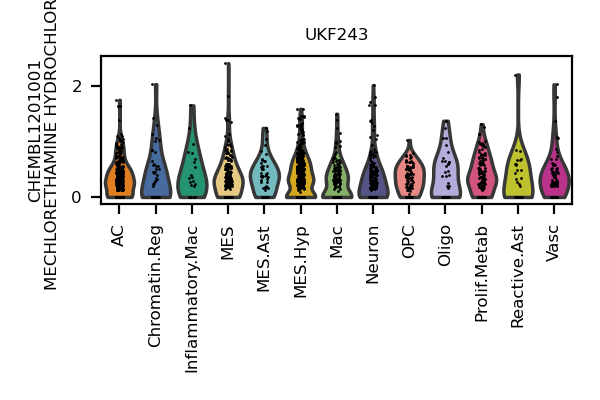 UKF243
CHEMBL1201001
MECHLORETHAMINE HYDROCHLOR
2
0
AC
Chromatin.Reg
Inflammatory.Mac
MES
MES.Ast
MES.Hyp
Mac
Neuron
OPC
Oligo
Prolif.Metab
Reactive.Ast
Vasc